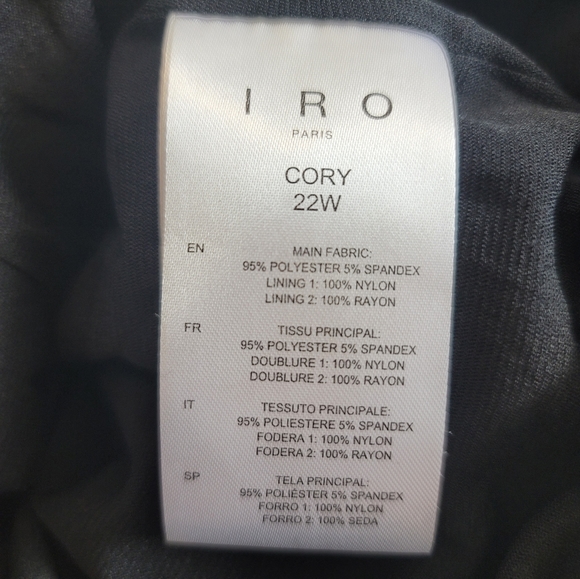 IRO
PARIS
CORY
22W
EN
MAIN FABRIC:
95% POLYESTER 5% SPANDEX
LINING 1: 100% NYLON
LINING 2: 100% RAYON
FR
TISSU PRINCIPAL:
95% POLYESTER 5% SPANDEX
DOUBLURE 1: 100% NYLON
DOUBLURE 2: 100% RAYON
IT
TESSUTO PRINCIPALE:
95% POLIESTERE 5% SPANDEX
FODERA 1: 100% NYLON
FODERA 2: 100% RAYON
SP
TELA PRINCIPAL:
95% POLIÉSTER 5% SPANDEX
FORRO 1: 100% NYLON
FORRO 2: 100% SEDA